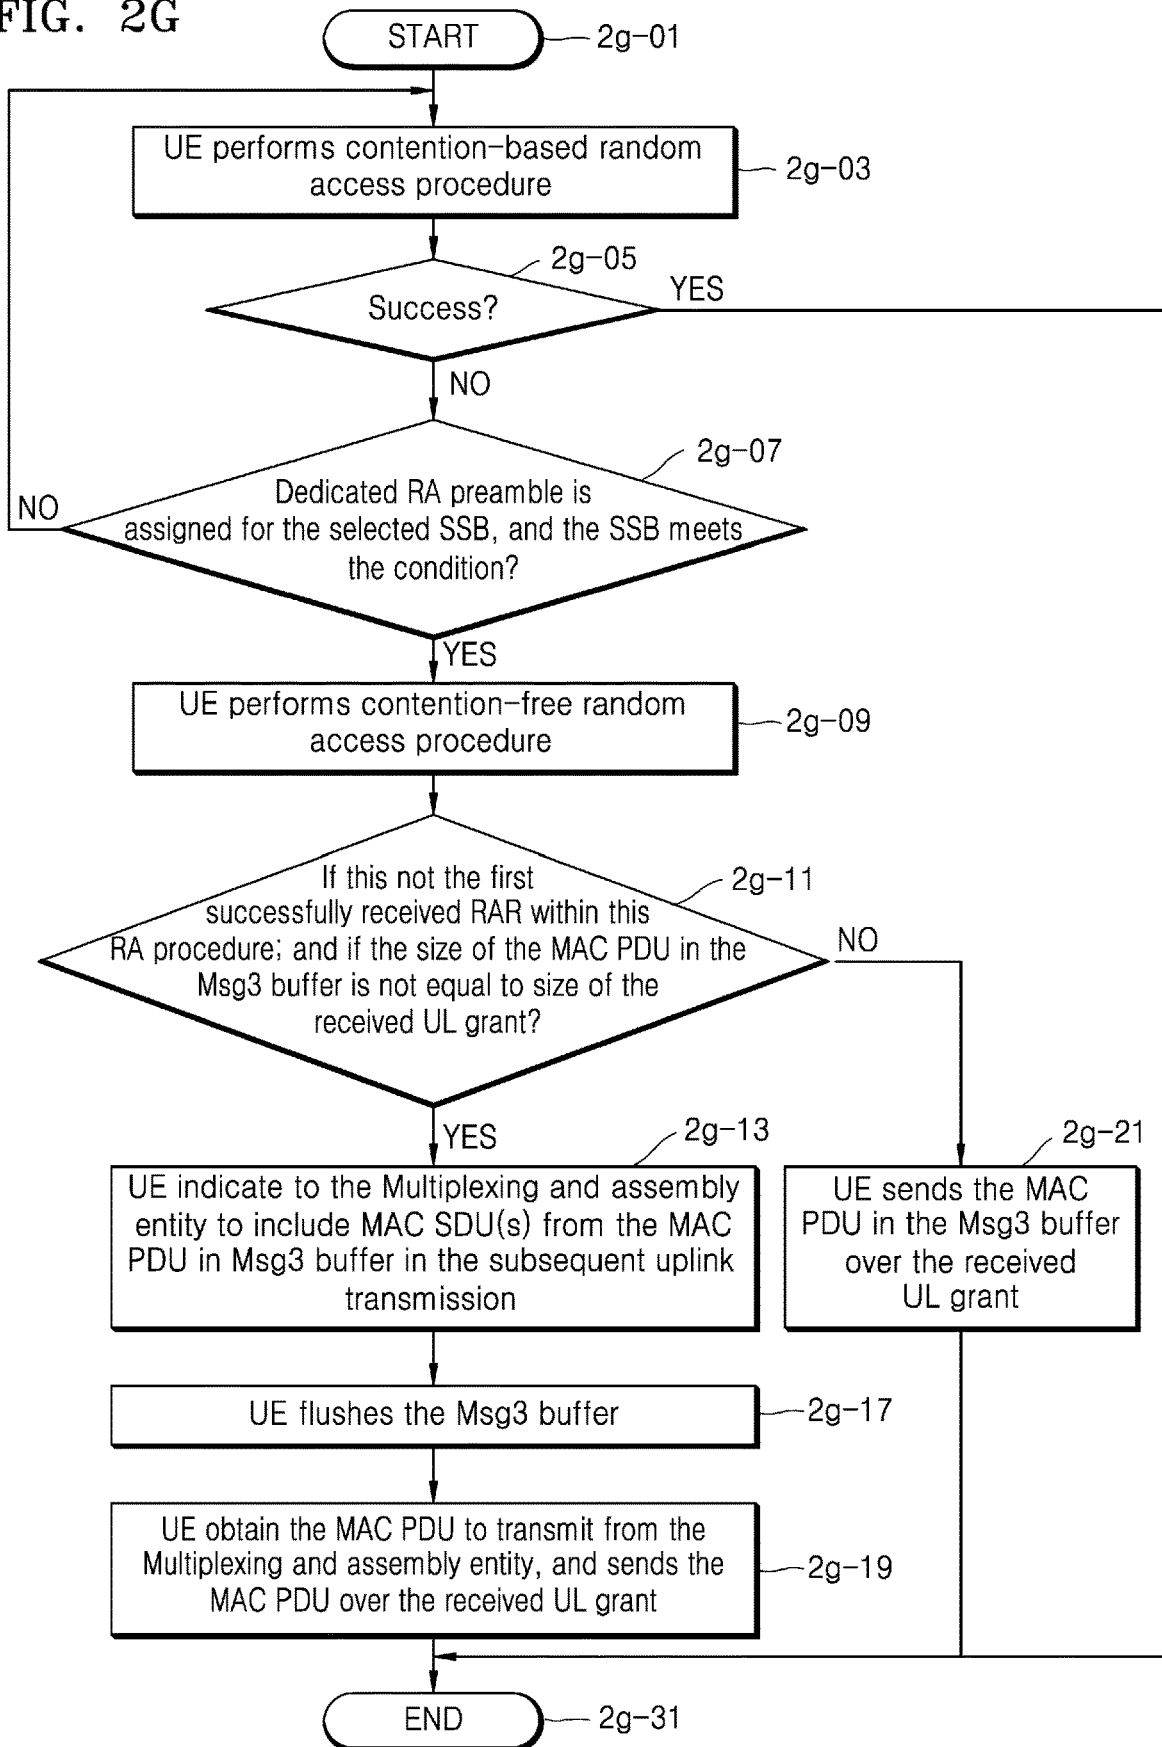 FIG. 2G
START
2g-01
UE performs contention-based random
access procedure
2g-03
2g-05
Success?
YES
NO
2g-07
Dedicated RA preamble is
assigned for the selected SSB, and the SSB meets
the condition?
NO
YES
UE performs contention-free random
access procedure
2g-09
If this not the first
successfully received RAR within this
RA procedure; and if the size of the MAC PDU in the
Msg3 buffer is not equal to size of the
received UL grant?
2g-11
NO
YES
2g-13
UE indicate to the Multiplexing and assembly
entity to include MAC SDU(s) from the MAC
PDU in Msg3 buffer in the subsequent uplink
transmission
2g-21
UE sends the MAC
PDU in the Msg3 buffer
over the received
UL grant
UE flushes the Msg3 buffer
2g-17
UE obtain the MAC PDU to transmit from the
Multiplexing and assembly entity, and sends the
MAC PDU over the received UL grant
2g-19
END
2g-31